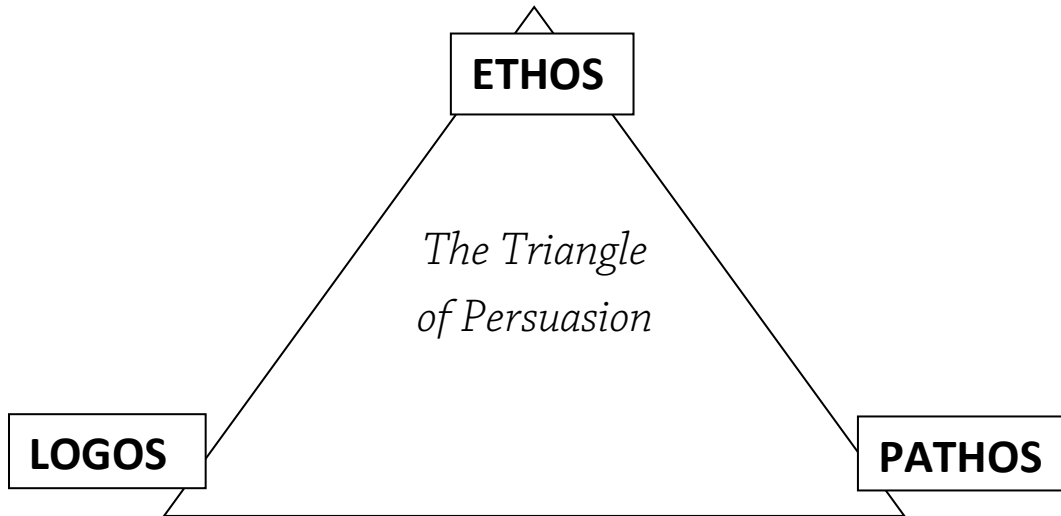 ETHOS
The Triangle
of Persuasion
LOGOS
PATHOS